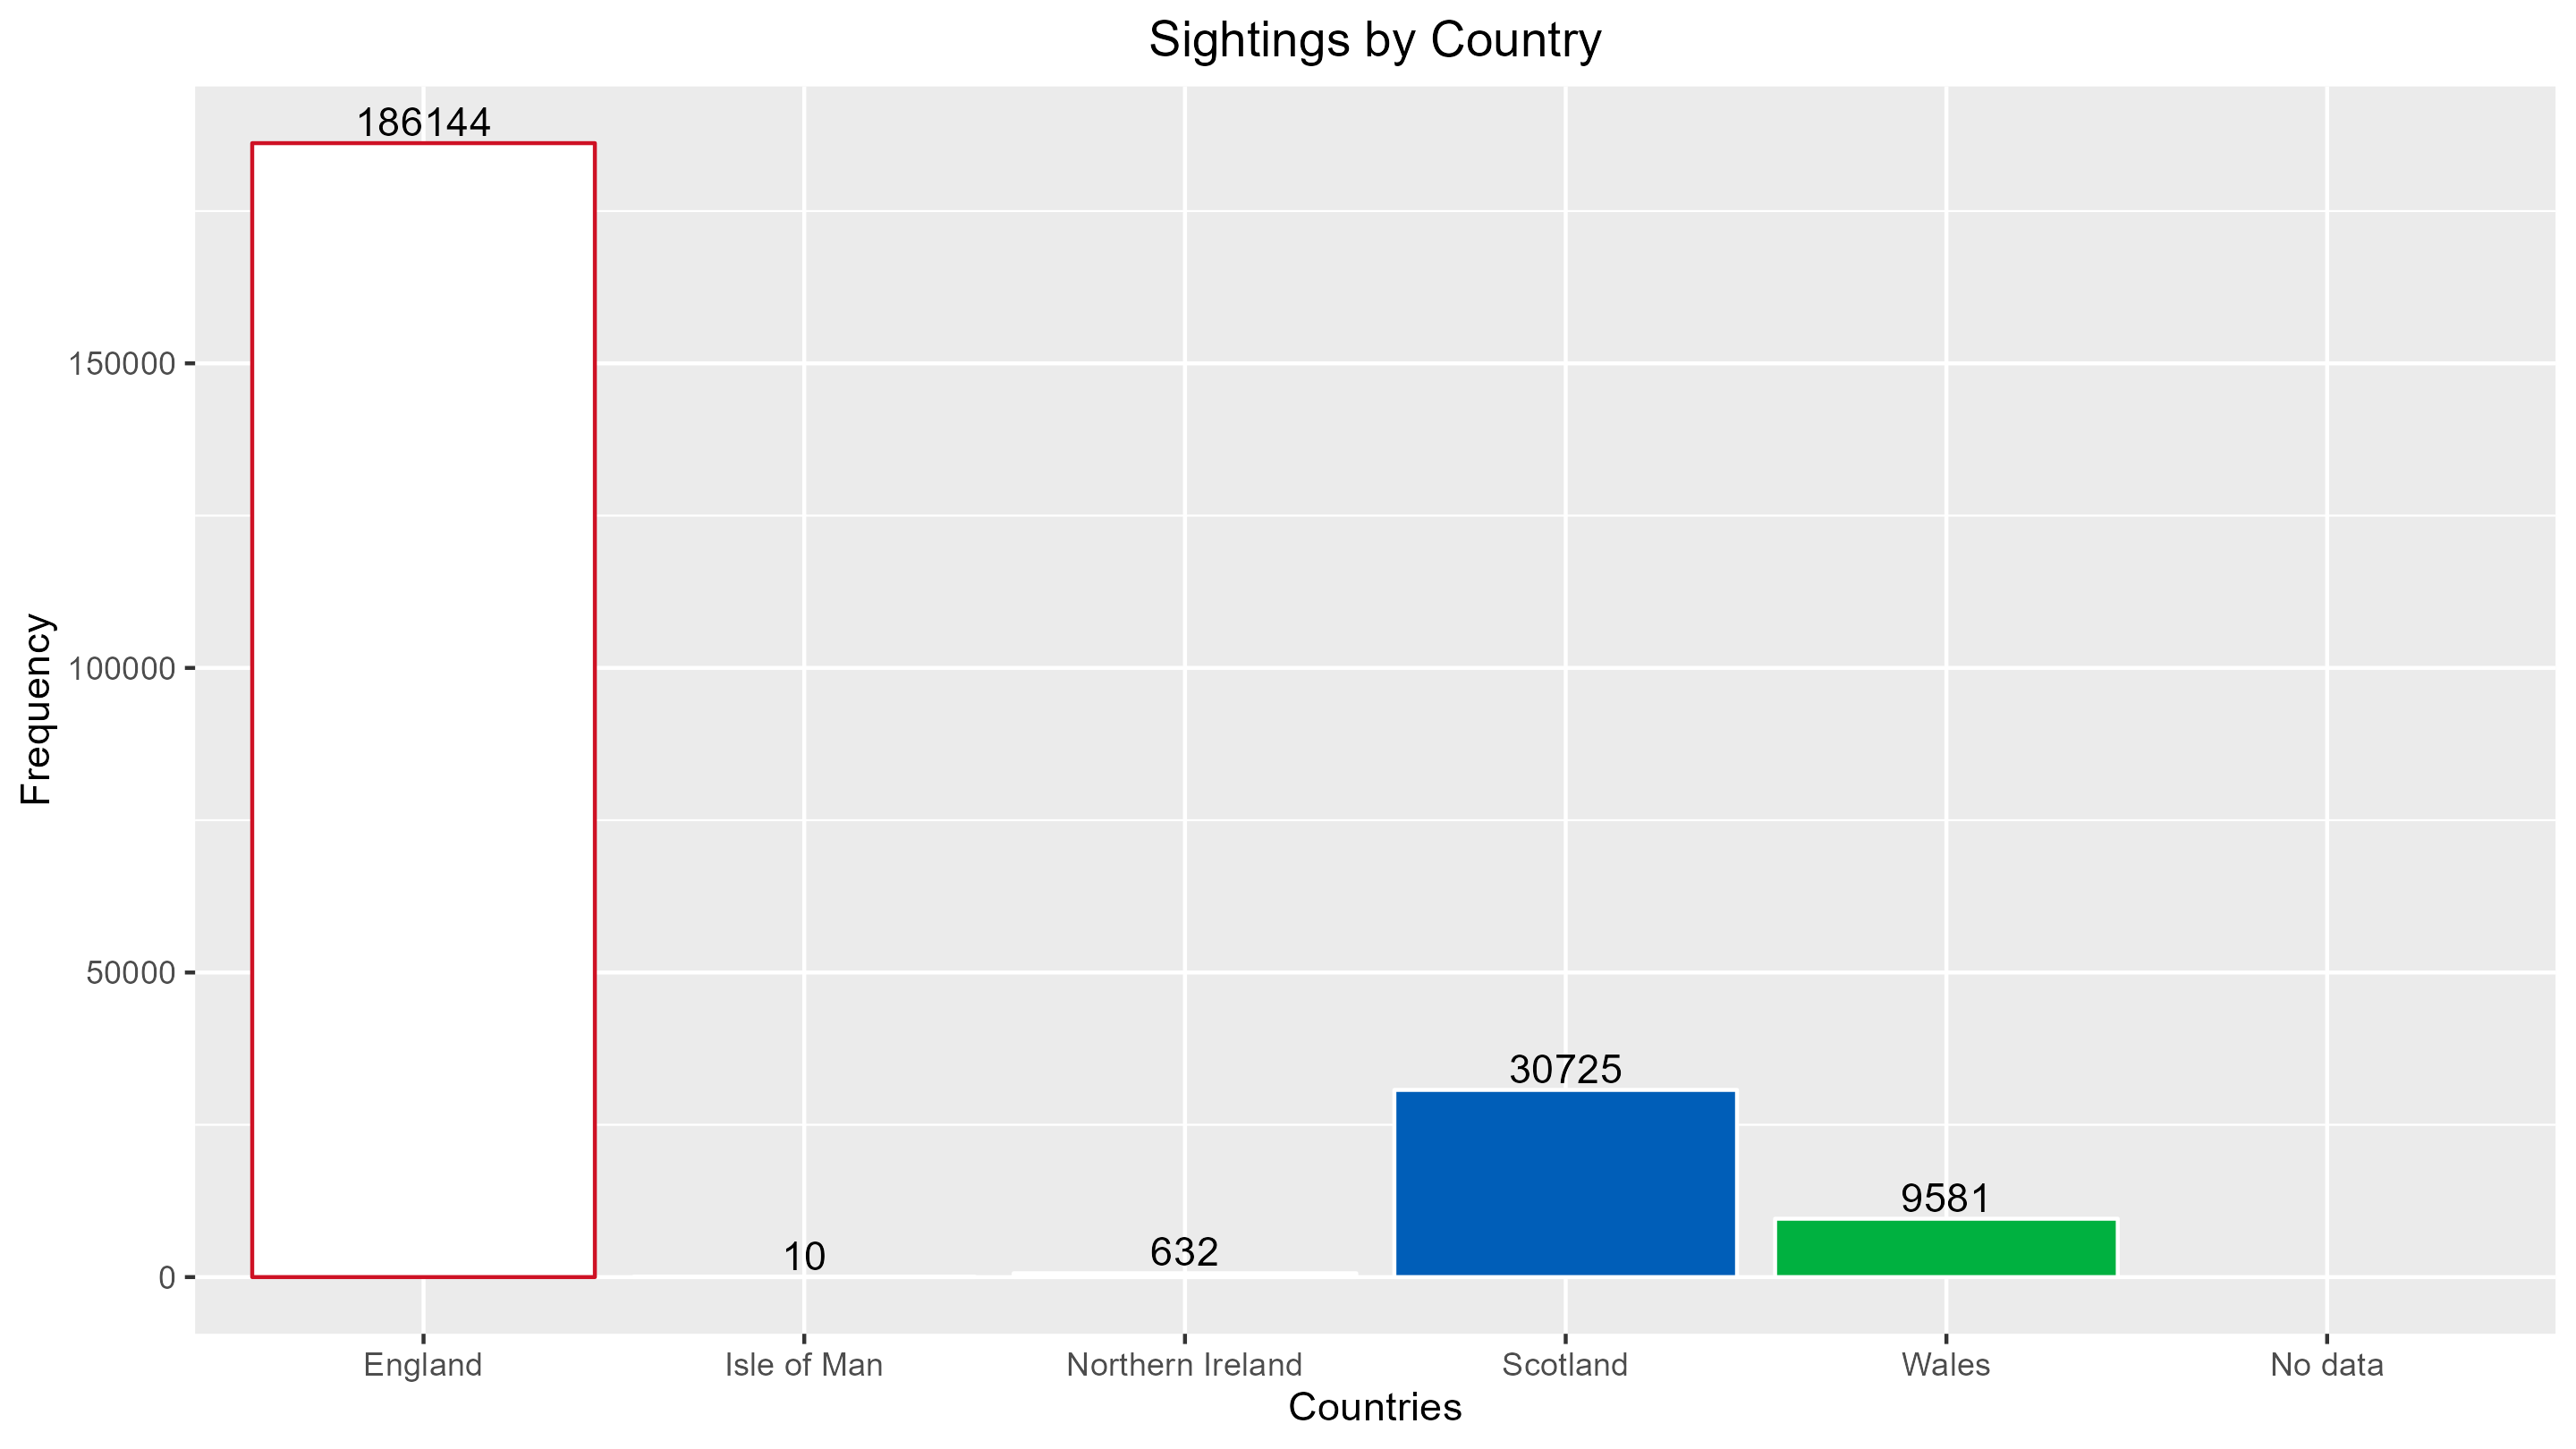 Sightings by Country
186144
150000
100000
50000
0
Frequency
10
632
30725
9581
England
Isle of Man
Northern Ireland
Scotland
Wales
No data
Countries